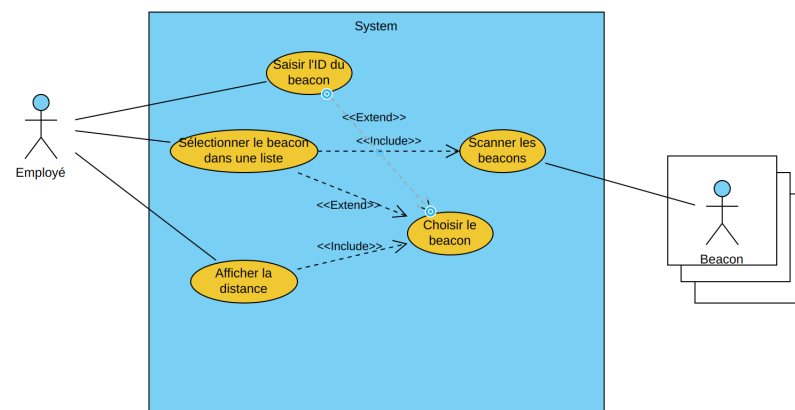 System
Saisir l'ID du
beacon
<<Extend>>
Employé
Sélectionner le beacon
dans une liste
<<Include>>
Scanner les
beacons
<<Extend>>
Choisir le
beacon
Beacon
<<Include>>
Afficher la
distance